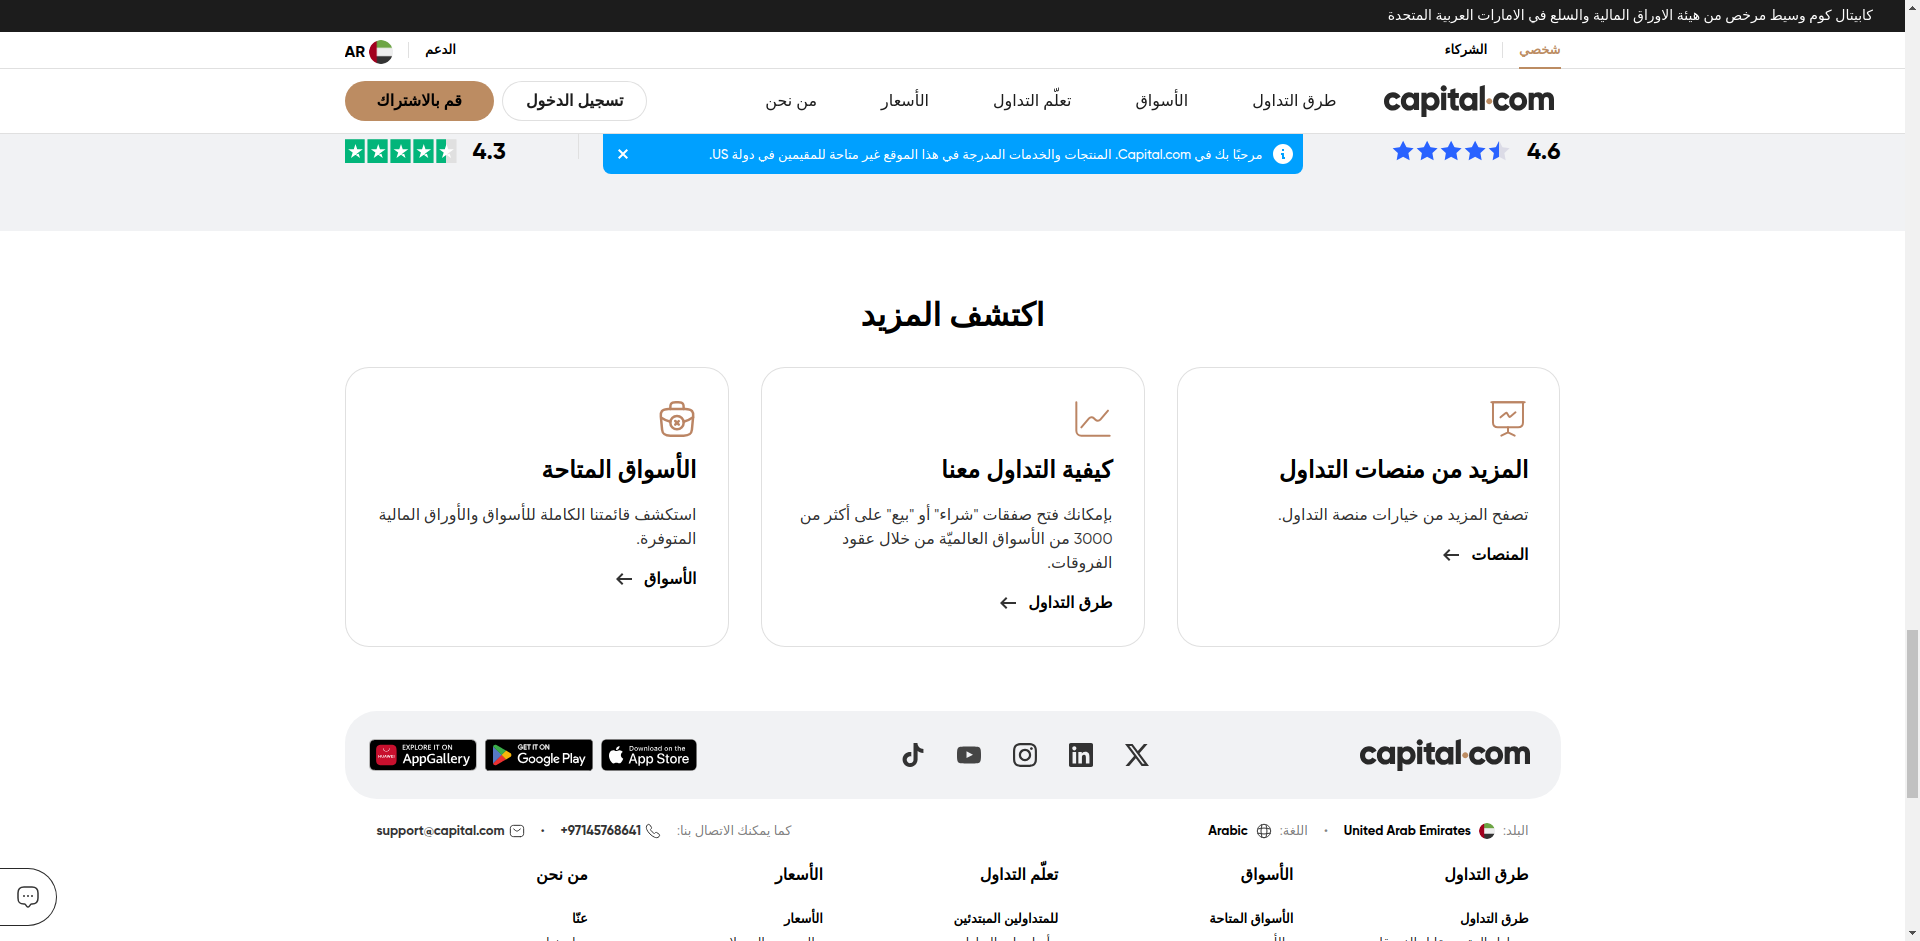 كابيتال كوم وسيط مرخص من هيئة الاوراق المالية والسلع في الامارات العربية المتحدة
شخصي
الشركاء
الدعم
AR
capital.com
طرق التداول
الأسواق
تعلّم التداول
الأسعار
من نحن
تسجيل الدخول
قم بالاشتراك
4.6
مرحبًا بك في Capital.com. المنتجات والخدمات المدرجة في هذا الموقع غير متاحة للمقيمين في دولة US.
4.3
اكتشف المزيد
المزيد من منصات التداول
تصفح المزيد من خيارات منصة التداول.
المنصات
كيفية التداول معنا
بإمكانك فتح صفقات "شراء" أو "بيع" على أكثر من
3000 من الأسواق العالميّة من خلال عقود
الفروقات.
طرق التداول
الأسواق المتاحة
استكشف قائمتنا الكاملة للأسواق والأوراق المالية
المتوفرة.
الأسواق
capital.com
Download on the
App Store
GET IT ON
Google Play
EXPLORE IT ON
AppGallery
HUAWEI
البلد: United Arab Emirates • اللغة: Arabic
كما يمكنك الاتصال بنا: +97145768641 • support@capital.com
طرق التداول
الأسواق
تعلّم التداول
الأسعار
من نحن
طرق التداول
الأسواق المتاحة
للمتداولين المبتدئين
الأسعار
عنّا